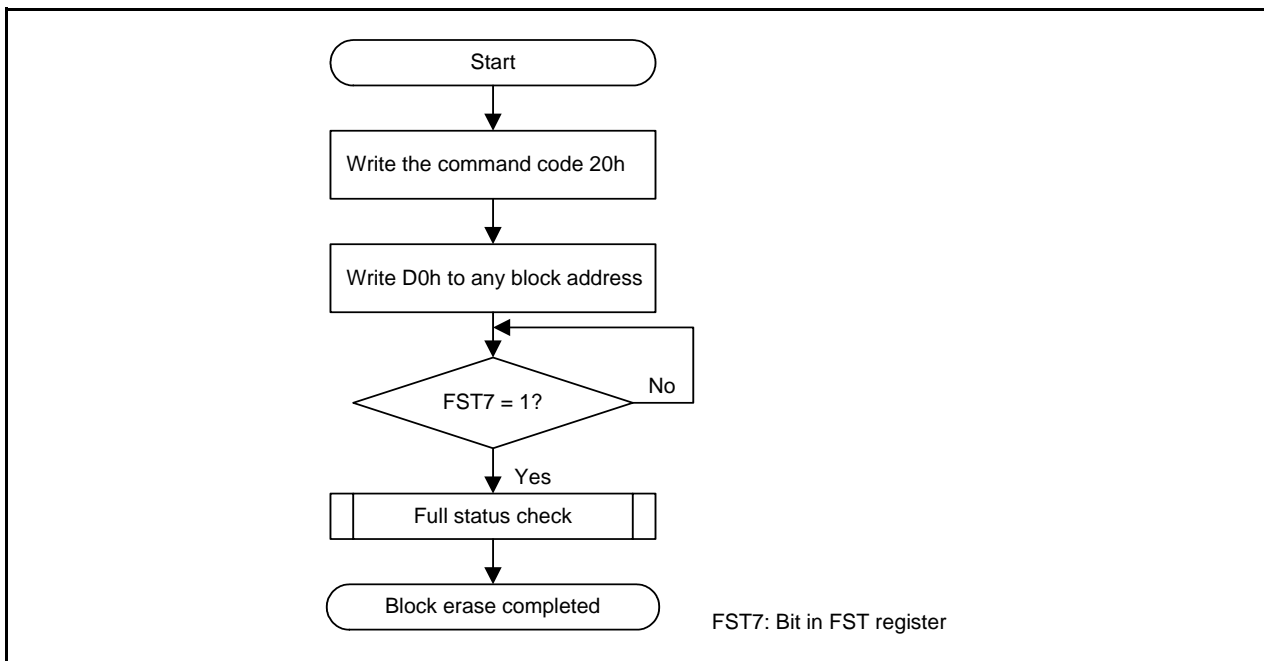 Start
Write the command code 20h
Write D0h to any block address
FST7 = 1?
No
Yes
Full status check
Block erase completed
FST7: Bit in FST register